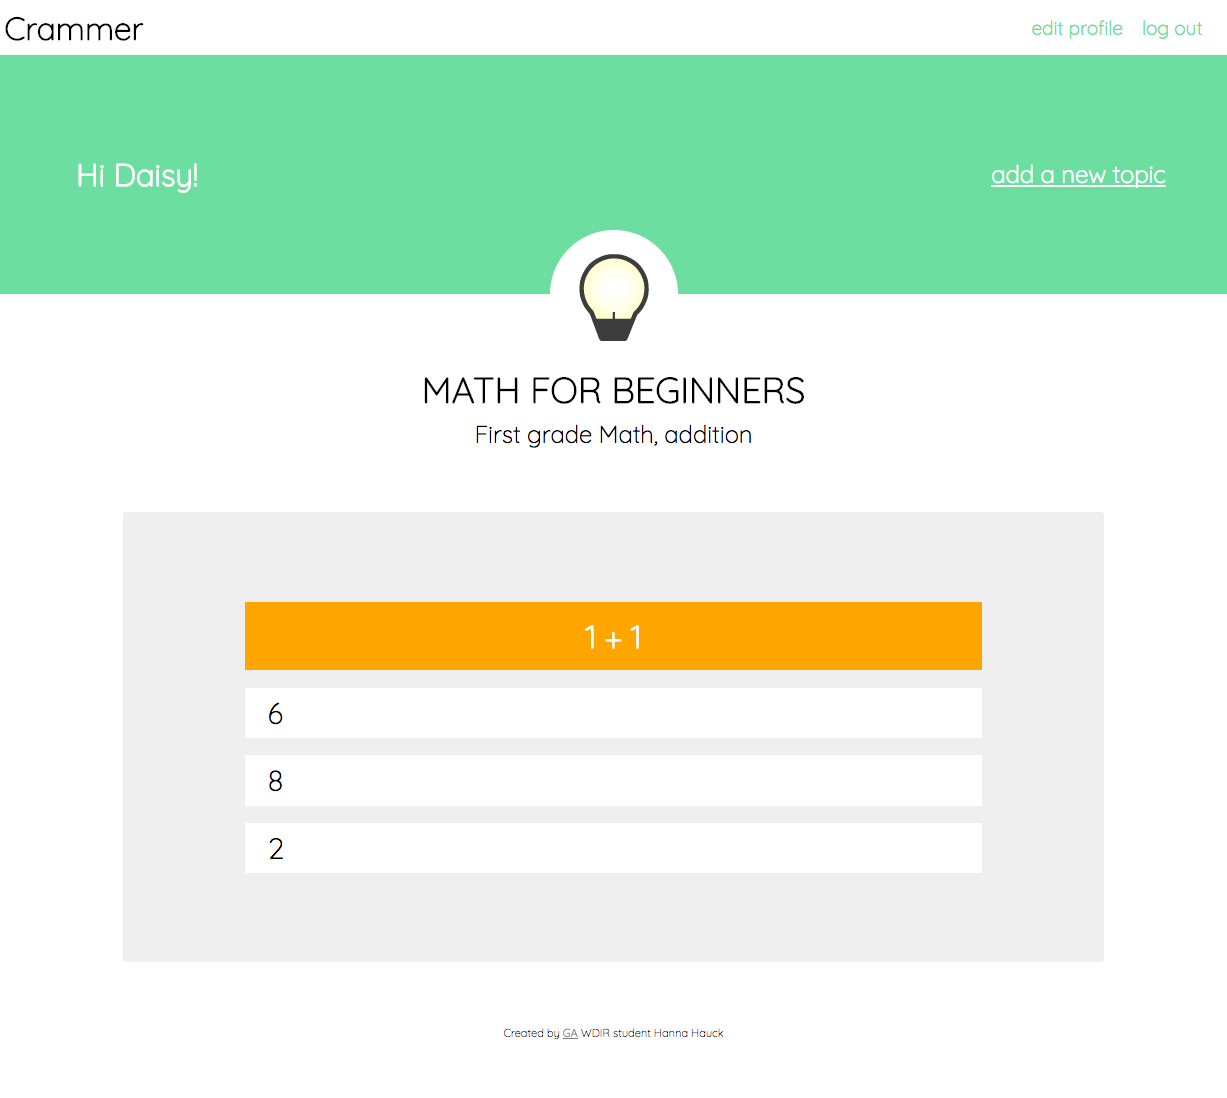 Crammer
edit profile log out
Hi Daisy!
add a new topic
MATH FOR BEGINNERS
First grade Math, addition
1 + 1
6
8
2
Created by GA WDIR student Hanna Hauck